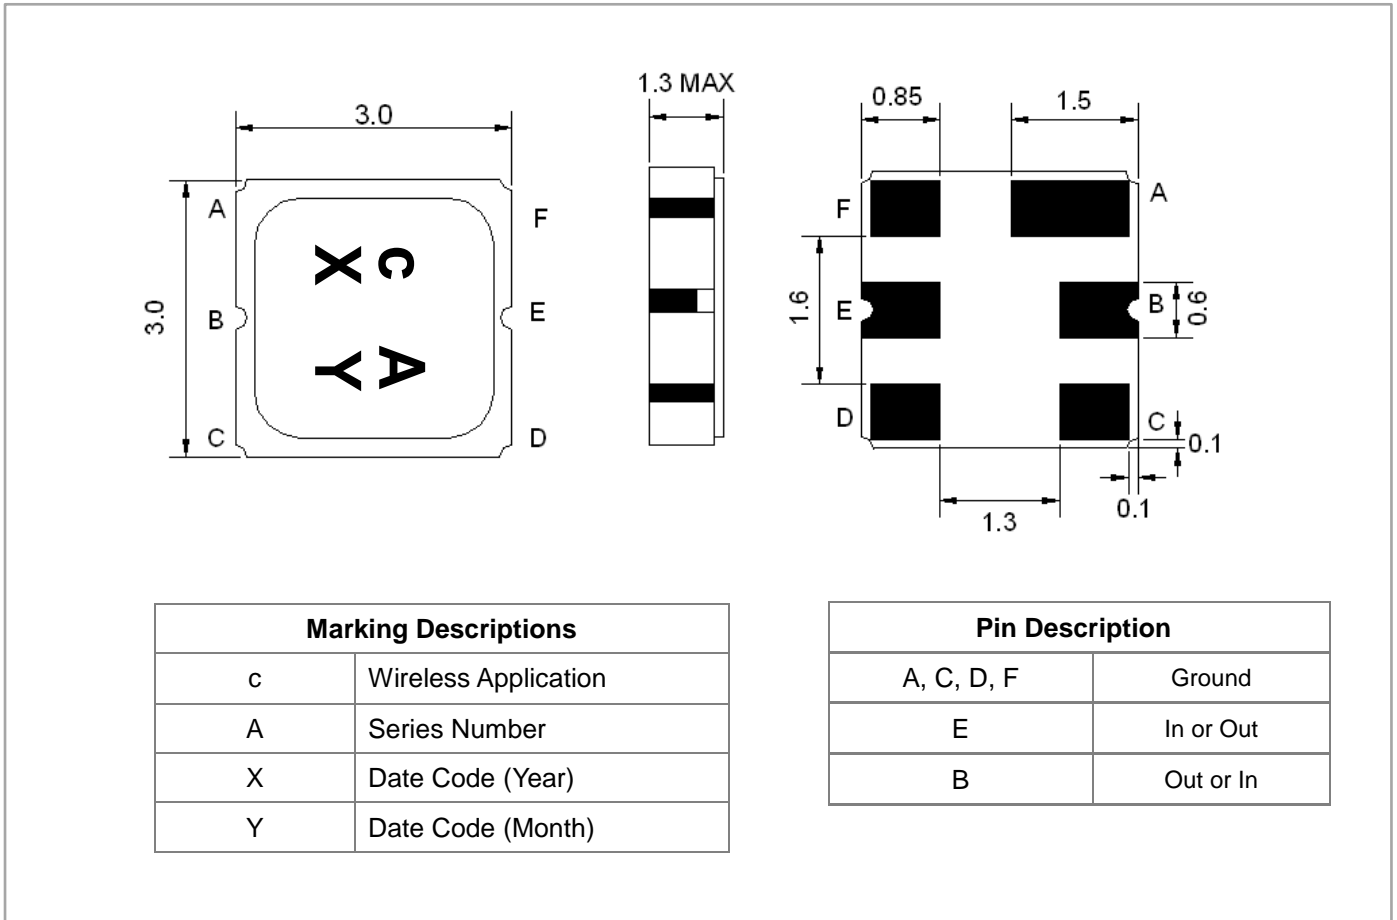 3.0
3.0
A
B
C
F
E
D
c
X
A
Y
1.3 MAX
0.85
1.5
F
E
D
A
B
C
1.6
0.6
0.1
0.1
1.3
Marking Descriptions
c Wireless Application
A Series Number
X Date Code (Year)
Y Date Code (Month)
Pin Description
A, C, D, F Ground
E In or Out
B Out or In